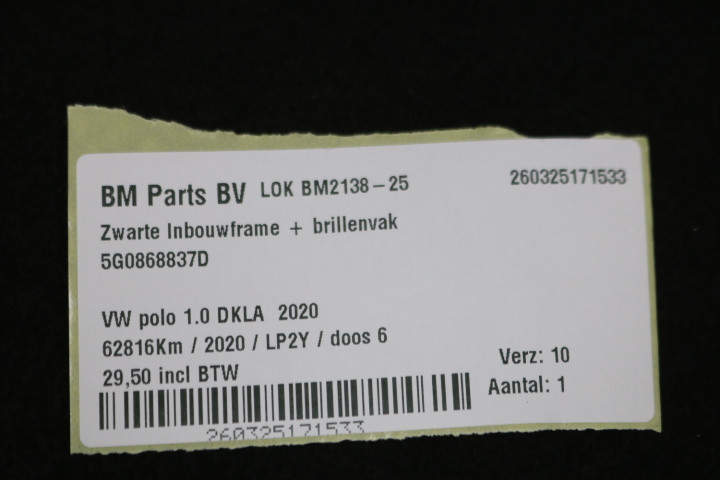 BM Parts BV LOK BM2138-25 260325171533
Zwarte Inbouwframe + brillenvak
5G0868837D
VW polo 1.0 DKLA 2020
62816Km / 2020 / LP2Y / doos 6
29,50 incl BTW
Verz: 10
Aantal: 1
260325171533